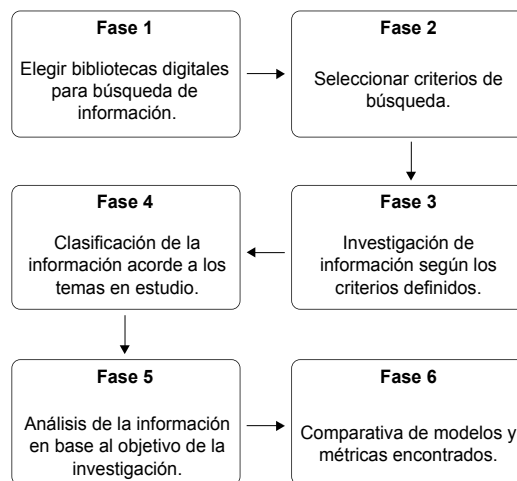 Fase 1
Elegir bibliotecas digitales
para búsqueda de
información.
Fase 2
Seleccionar criterios de
búsqueda.
Fase 3
Investigación de
información según los
criterios definidos.
Fase 4
Clasificación de la
información acorde a los
temas en estudio.
Fase 5
Análisis de la información
en base al objetivo de la
investigación.
Fase 6
Comparativa de modelos y
métricas encontrados.